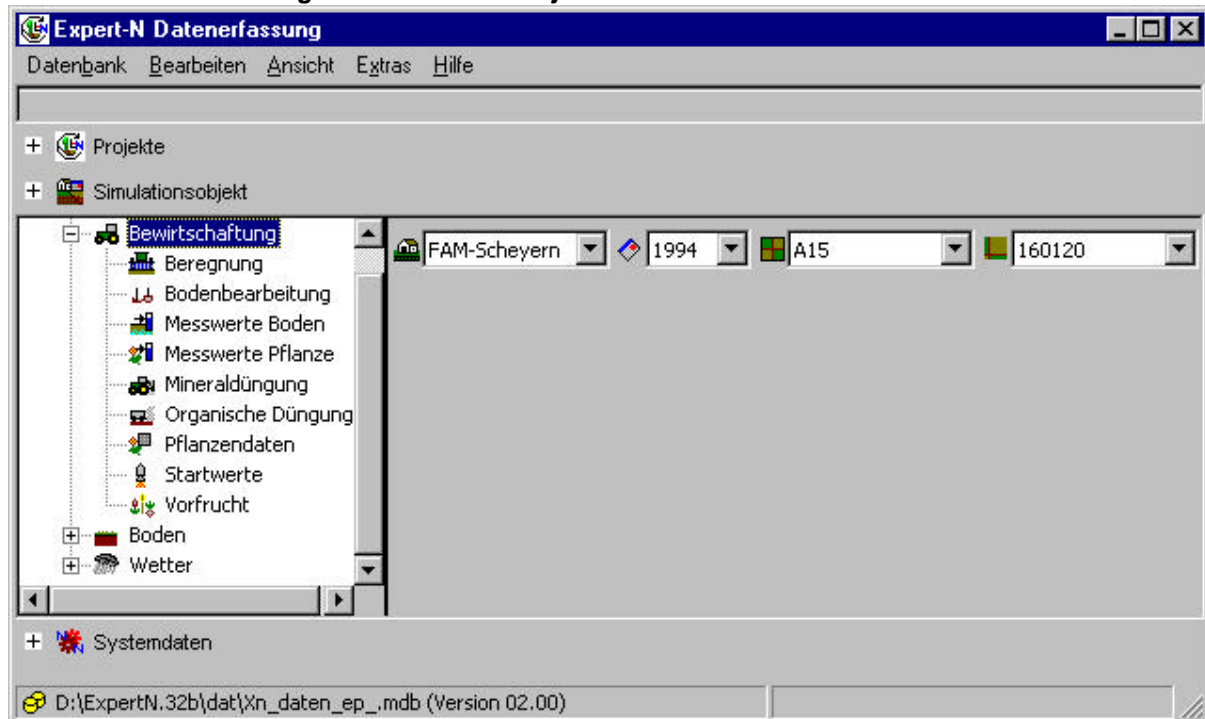 Expert-N Datenerfassung
Datenbank Bearbeiten Ansicht Extras Hilfe
Projekte
Simulationsobjekt
Bewirtschaftung
Beregnung
Bodenbearbeitung
Messwerte Boden
Messwerte Pflanze
Mineraldüngung
Organische Düngung
Pflanzendaten
Startwerte
Vorfrucht
Boden
Wetter
FAM-Scheyern 1994 A15 160120
Systemdaten
D:\ExpertN.32b\dat\Xn_daten_ep_.mdb (Version 02.00)